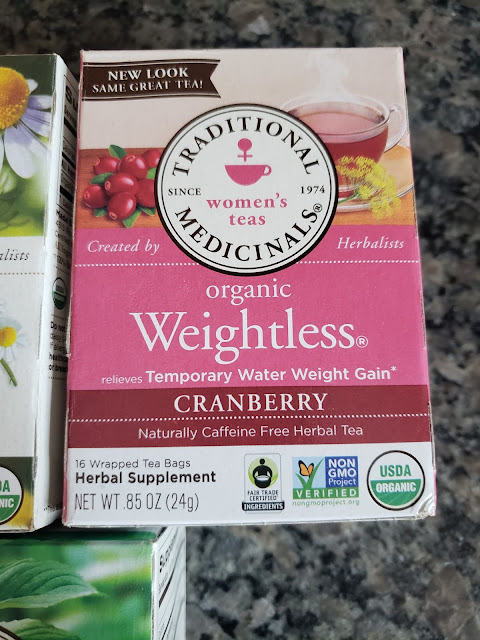 NEW LOOK
SAME GREAT TEA!
TRADITIONAL
SINCE 1974
women's
teas
MEDICINALS®
Created by Herbalists
organic
Weightless®
relieves Temporary Water Weight Gain*
CRANBERRY
Naturally Caffeine Free Herbal Tea
16 Wrapped Tea Bags
Herbal Supplement
NET WT .85 OZ (24g)
FAIR TRADE
CERTIFIED
INGREDIENTS
NON
GMO
Project
VERIFIED
nongmoproject.org
USDA
ORGANIC